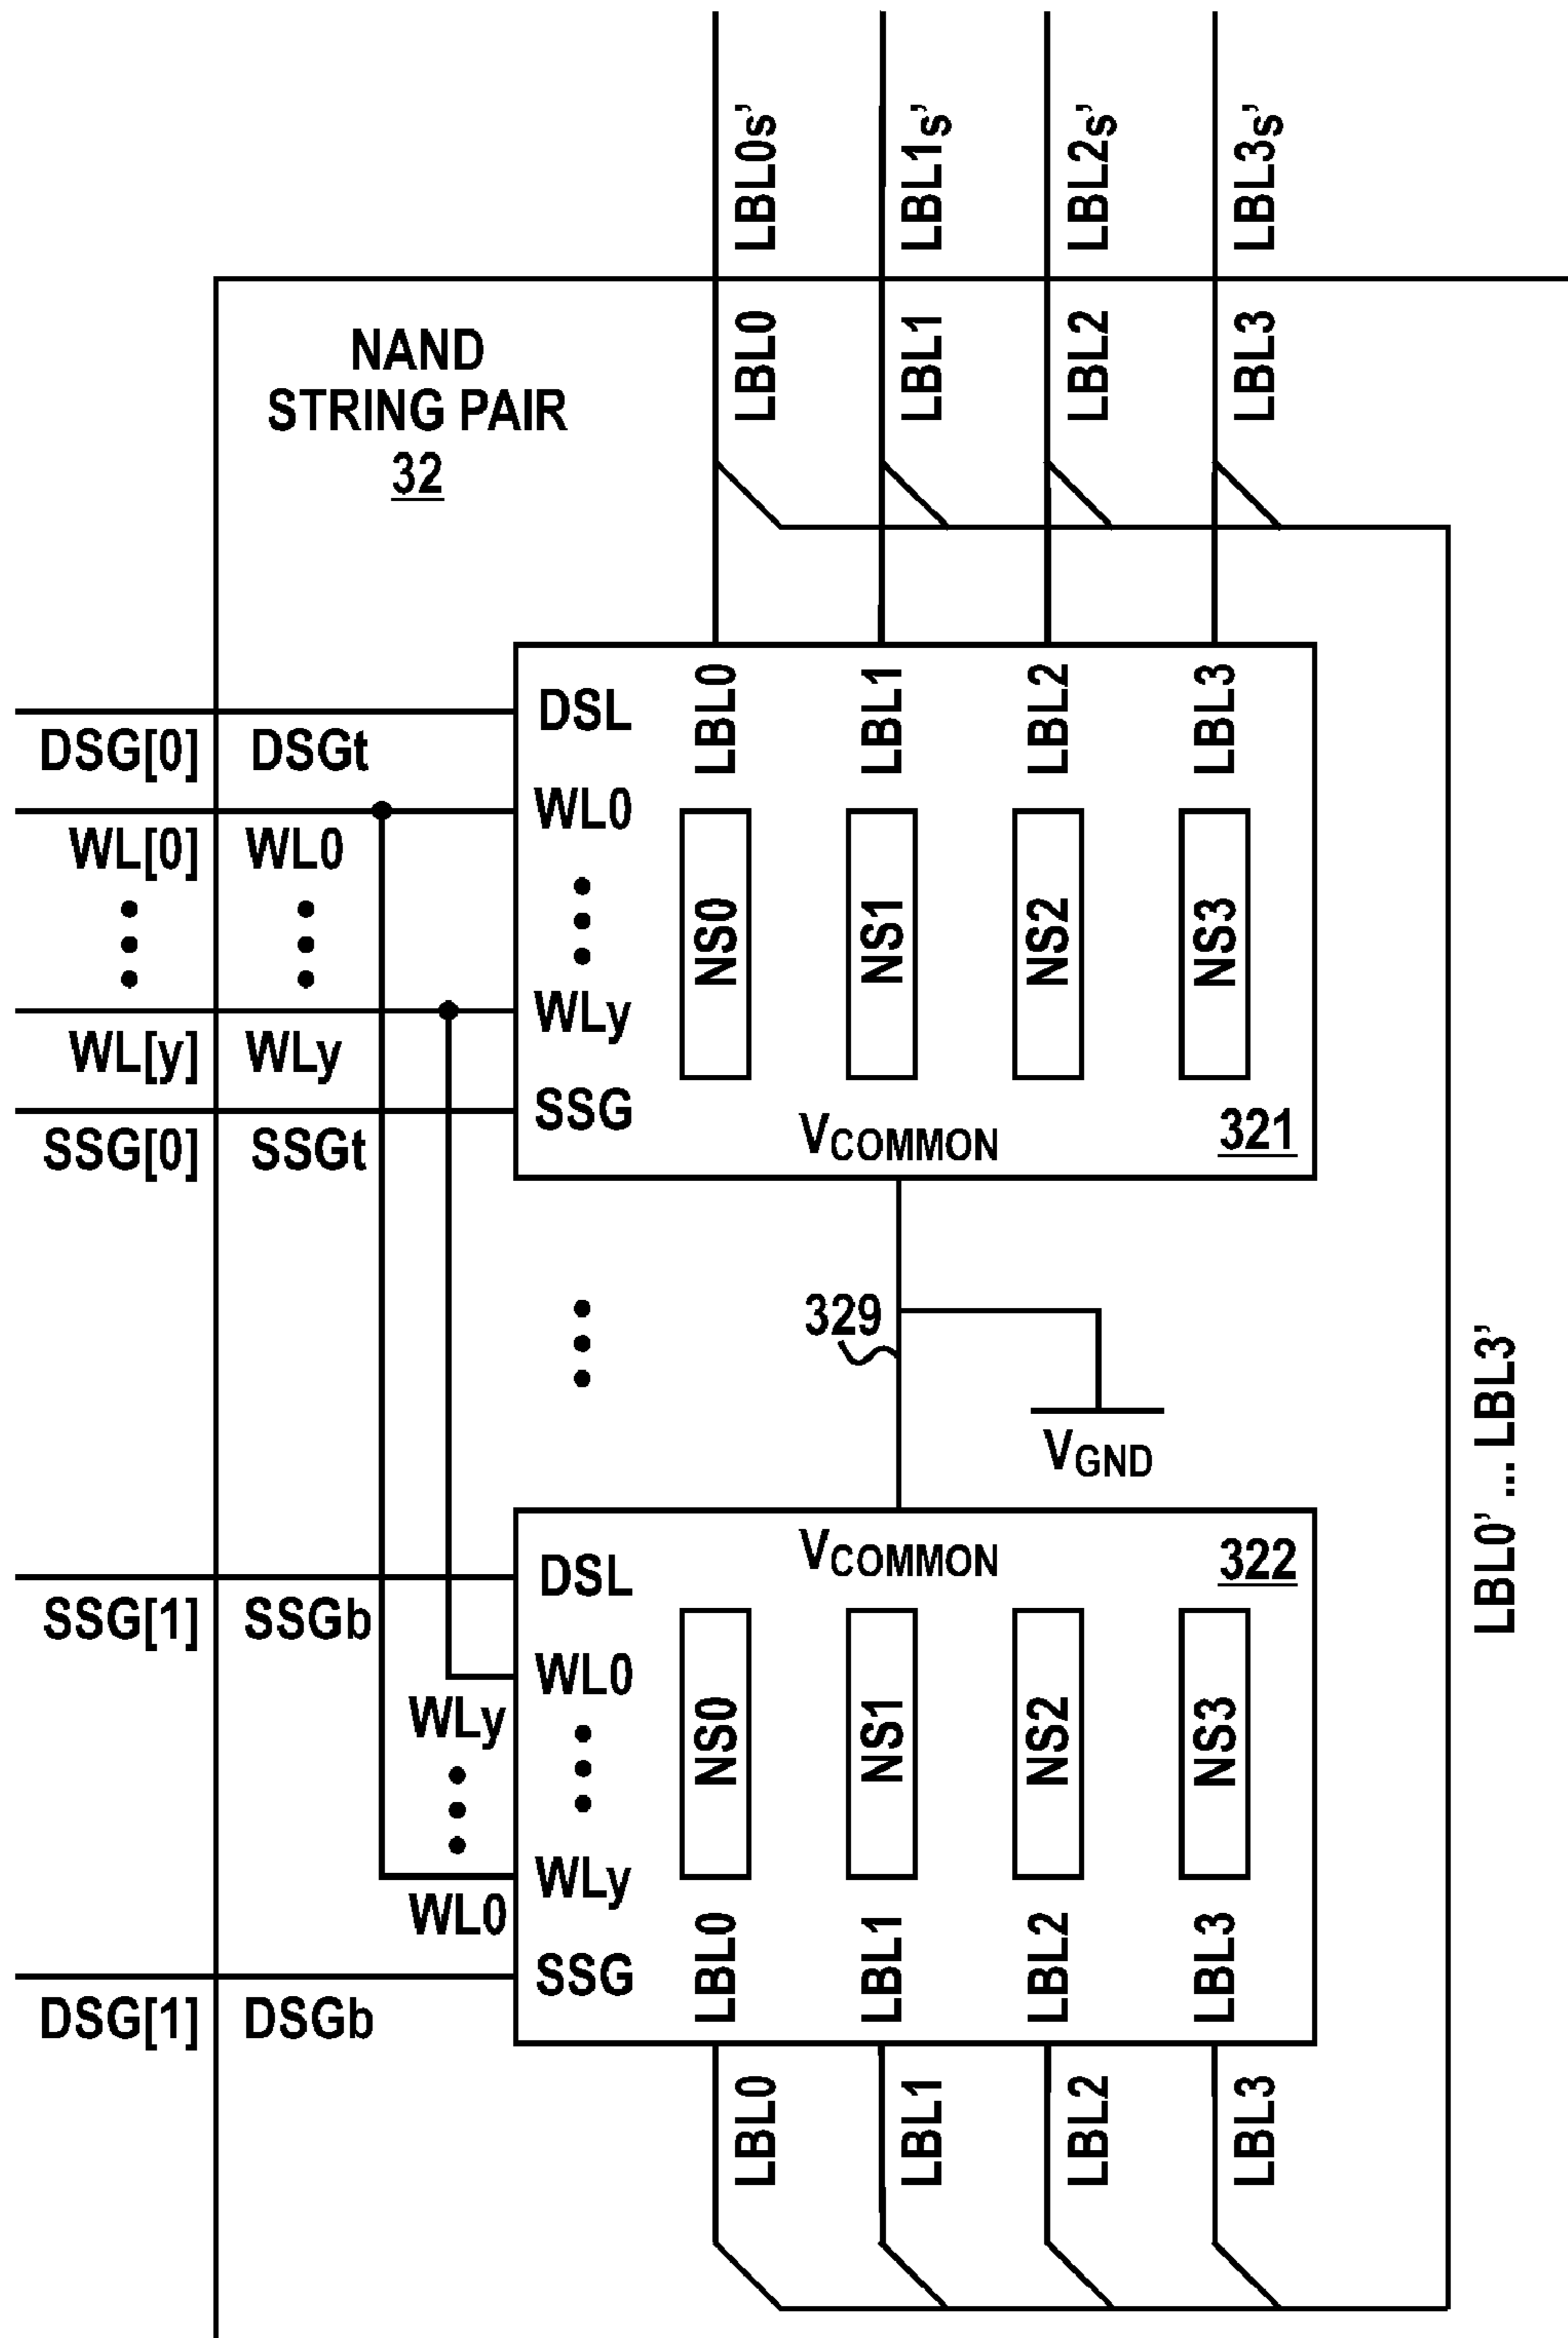 LBL0s'
LBL1s'
LBL2s'
LBL3s'
NAND
STRING PAIR
32
LBL0
LBL1
LBL2
LBL3
DSG[0]
DSGt
WL[0]
WL0
WL[y]
WLy
SSG[0]
SSGt
DSL
WL0
WLy
SSG
LBL0
LBL1
LBL2
LBL3
NS0
NS1
NS2
NS3
VCOMMON
321
329
VGND
LBL0' ... LBL3'
SSG[1]
SSGb
WLy
WL0
DSG[1]
DSGb
DSL
WL0
WLy
SSG
VCOMMON
322
NS0
NS1
NS2
NS3
LBL0
LBL1
LBL2
LBL3
LBL0
LBL1
LBL2
LBL3